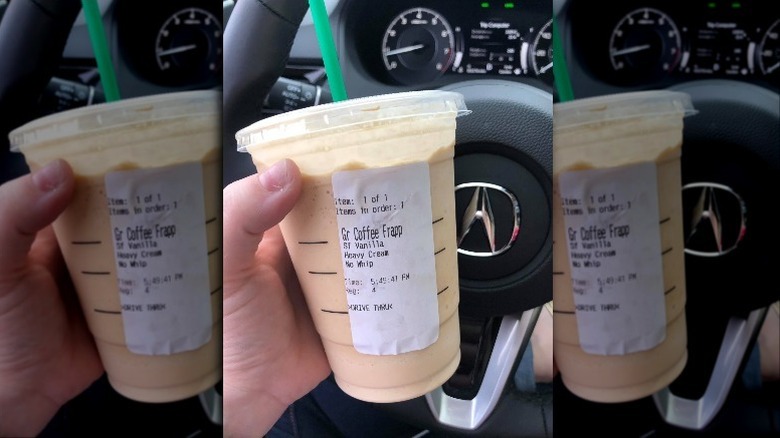 Item: 1 of 1
Items in order: 1
Gr Coffee Frapp
Sf Vanilla
Heavy Cream
No Whip
Time: 5:49:41 PM
Reg: 4
>DRIVE THRU<
Trip Computer